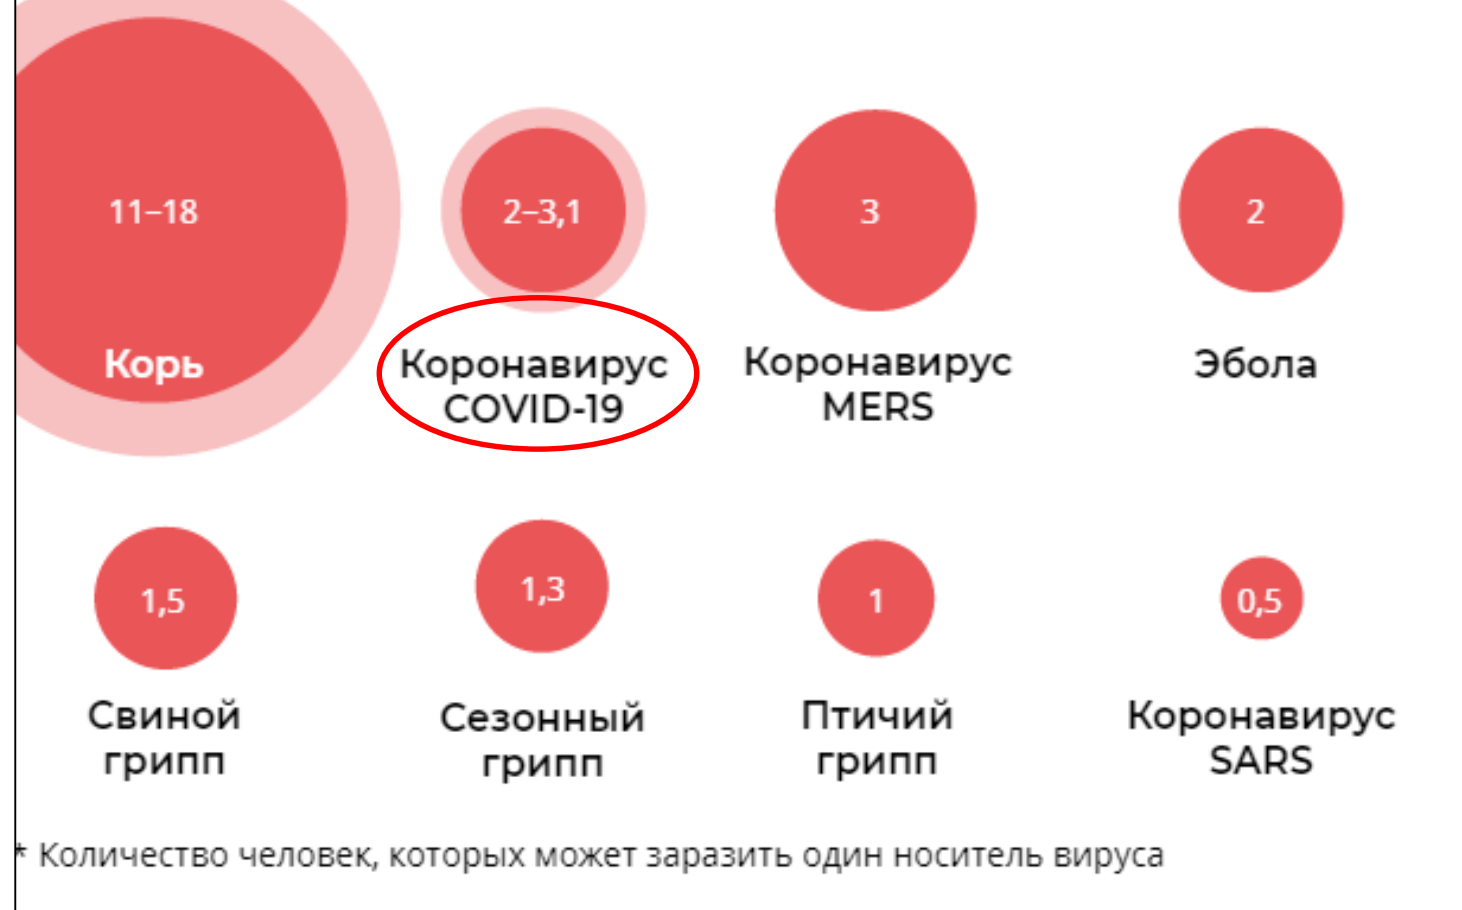 11–18
2–3,1
3
2
Корь
Коронавирус
COVID-19
Коронавирус
MERS
Эбола
1,5
1,3
1
0,5
Свиной
грипп
Сезонный
грипп
Птичий
грипп
Коронавирус
SARS
* Количество человек, которых может заразить один носитель вируса